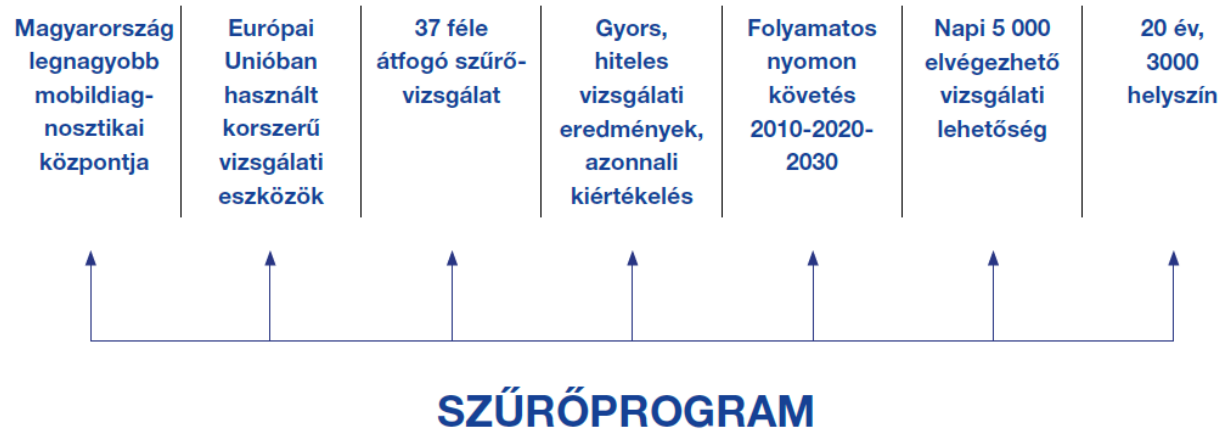 Magyarország
legnagyobb
mobildiag-
nosztikai
központja
Európai
Unióban
használt
korszerű
vizsgálati
eszközök
37 féle
átfogó szűrő-
vizsgálat
Gyors,
hiteles
vizsgálati
eredmények,
azonnali
kiértékelés
Folyamatos
nyomon
követés
2010-2020-
2030
Napi 5 000
elvégezhető
vizsgálati
lehetőség
20 év,
3000
helyszín
SZŰRŐPROGRAM